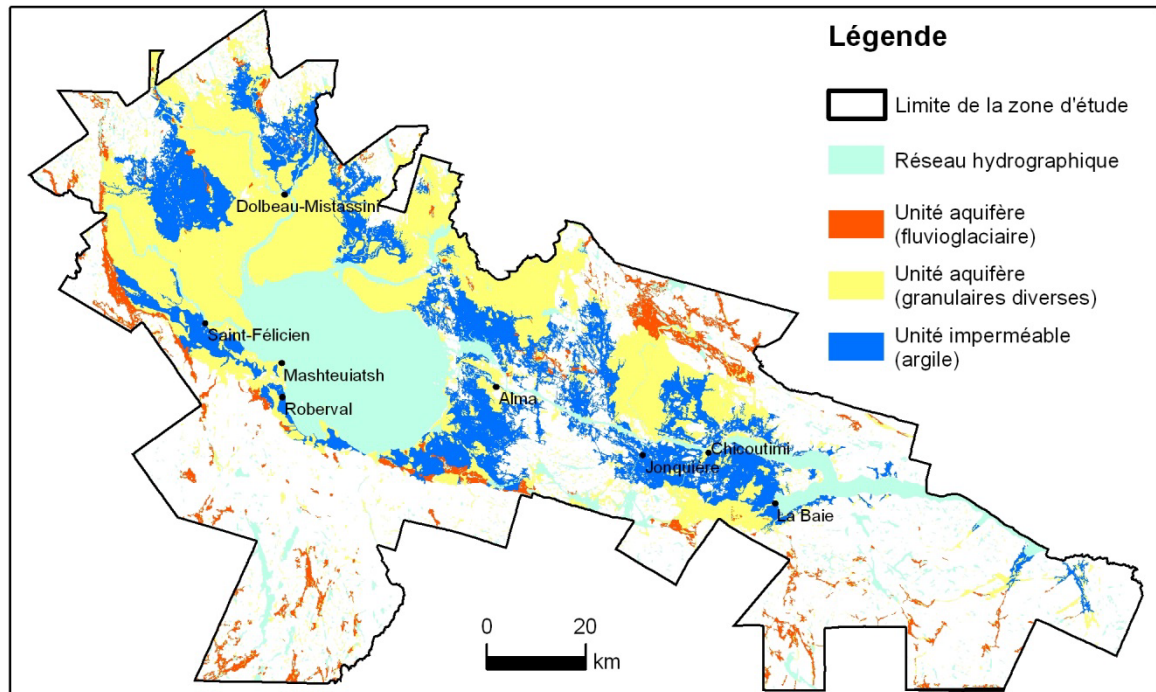 Légende
Limite de la zone d'étude
Réseau hydrographique
Unité aquifère
(fluvioglaciaire)
Unité aquifère
(granulaires diverses)
Unité imperméable
(argile)
Dolbeau-Mistassini
Saint-Félicien
Mashteuiatsh
Roberval
Alma
Chicoutimi
Jonquière
La Baie
0 20
km